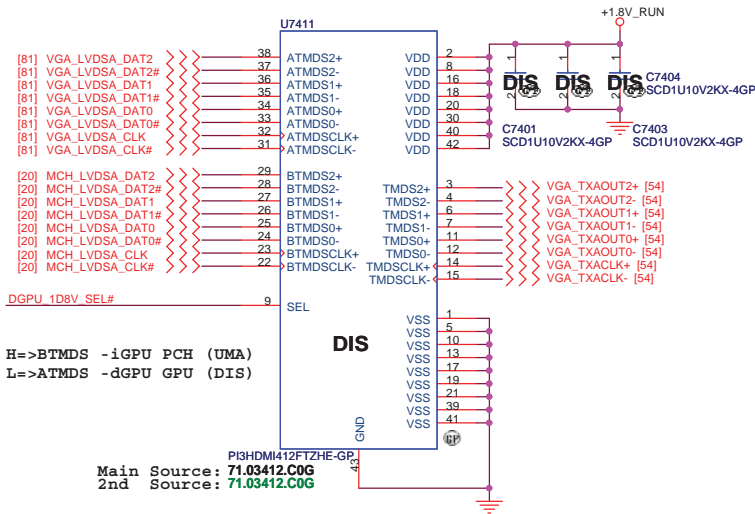 U7411
+1.8V_RUN
[81] VGA_LVDSA_DAT2 38 ATMDS2+ VDD 2
[81] VGA_LVDSA_DAT2# 37 ATMDS2- VDD 8
[81] VGA_LVDSA_DAT1 36 ATMDS1+ VDD 16
[81] VGA_LVDSA_DAT1# 35 ATMDS1- VDD 18
[81] VGA_LVDSA_DAT0 34 ATMDS0+ VDD 20
[81] VGA_LVDSA_DAT0# 33 ATMDS0- VDD 30
[81] VGA_LVDSA_CLK 32 ATMDSCLK+ VDD 40
[81] VGA_LVDSA_CLK# 31 ATMDSCLK- VDD 42
1 1 1
DIS DIS DIS
2 2 2
GP GP GP
C7404
SCD1U10V2KX-4GP
C7401
SCD1U10V2KX-4GP
C7403
SCD1U10V2KX-4GP
[20] MCH_LVDSA_DAT2 29 BTMDS2+
[20] MCH_LVDSA_DAT2# 28 BTMDS2-
[20] MCH_LVDSA_DAT1 27 BTMDS1+
[20] MCH_LVDSA_DAT1# 26 BTMDS1-
[20] MCH_LVDSA_DAT0 25 BTMDS0+
[20] MCH_LVDSA_DAT0# 24 BTMDS0-
[20] MCH_LVDSA_CLK 23 BTMDSCLK+
[20] MCH_LVDSA_CLK# 22 BTMDSCLK-
TMDS2+ 3 VGA_TXAOUT2+ [54]
TMDS2- 4 VGA_TXAOUT2- [54]
TMDS1+ 6 VGA_TXAOUT1+ [54]
TMDS1- 7 VGA_TXAOUT1- [54]
TMDS0+ 11 VGA_TXAOUT0+ [54]
TMDS0- 12 VGA_TXAOUT0- [54]
TMDSCLK+ 14 VGA_TXACLK+ [54]
TMDSCLK- 15 VGA_TXACLK- [54]
DGPU_1D8V_SEL# 9 SEL
VSS 1
VSS 5
VSS 10
VSS 13
VSS 17
VSS 19
VSS 21
VSS 39
VSS 41
DIS
H=>BTMDS -iGPU PCH (UMA)
L=>ATMDS -dGPU GPU (DIS)
GND
43
GP
PI3HDMI412FTZHE-GP
Main Source: 71.03412.C0G
2nd Source: 71.03412.C0G